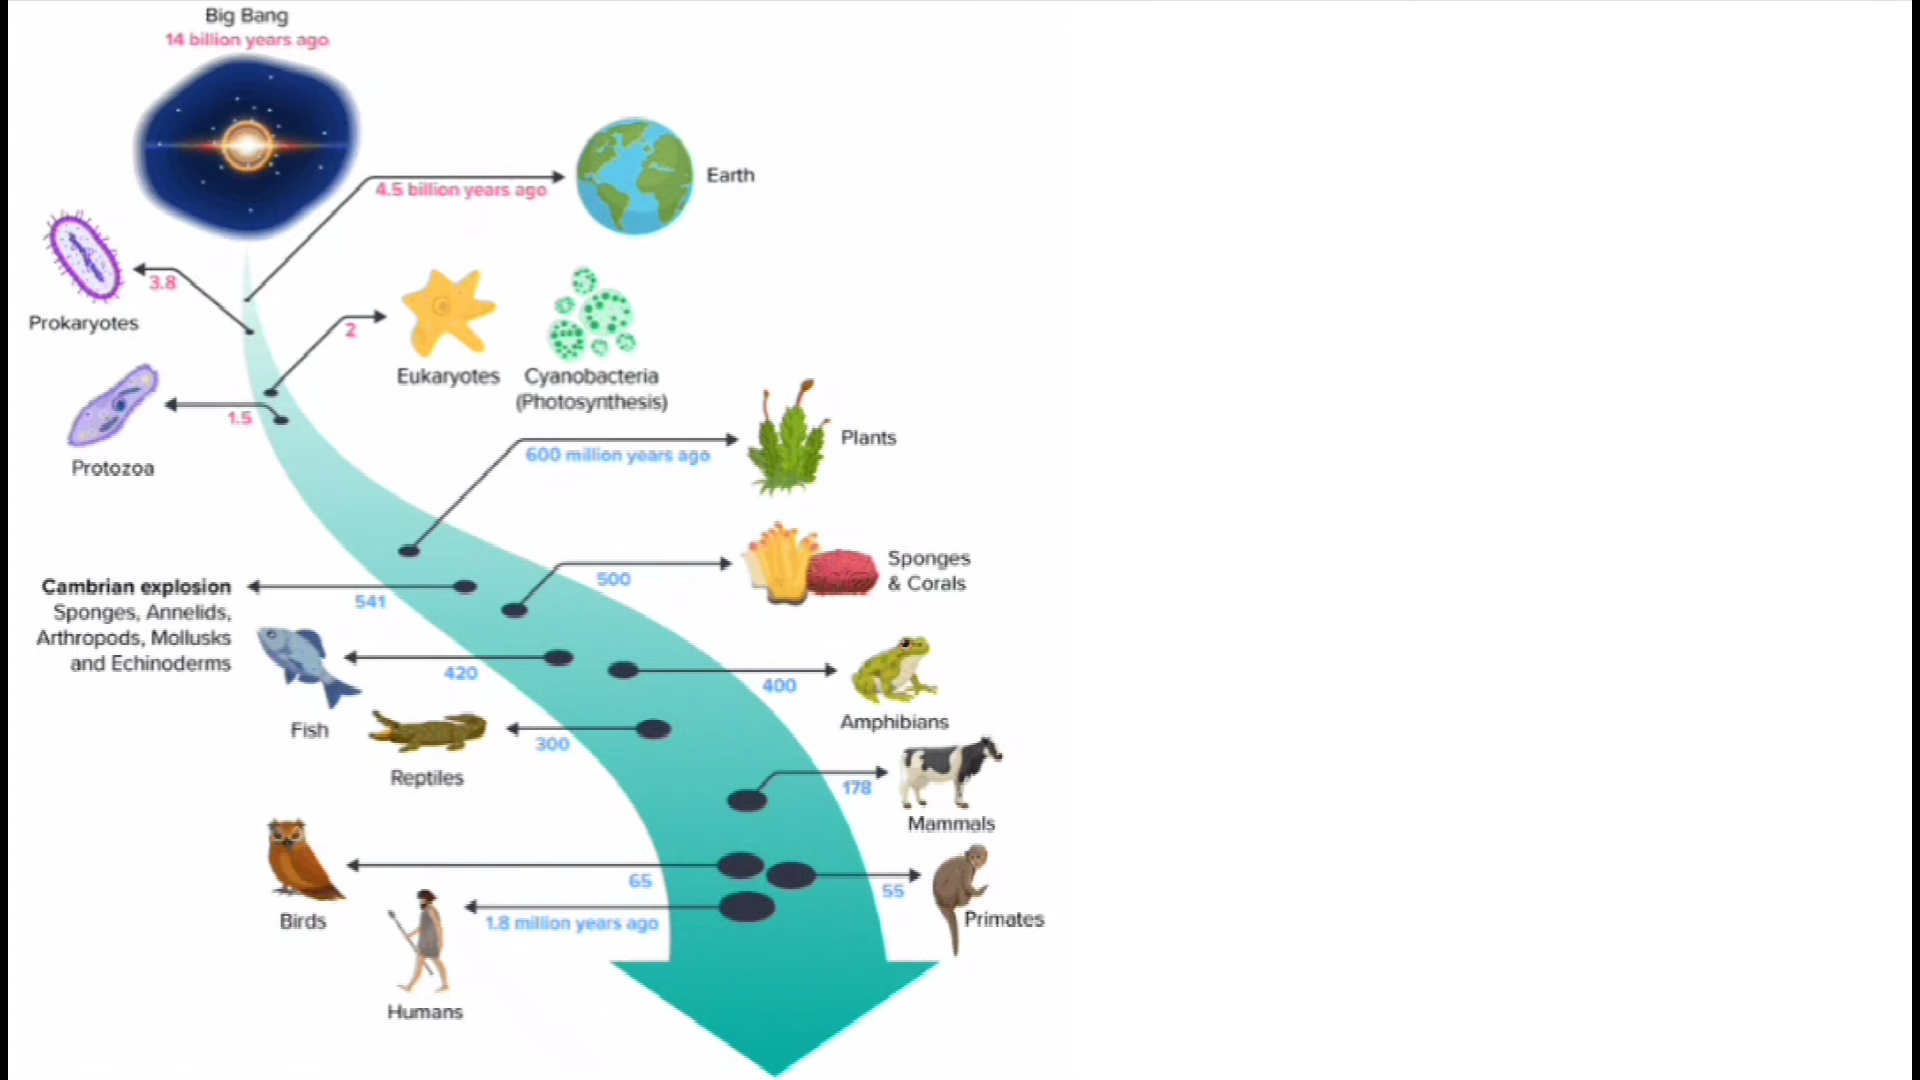 Big Bang
14 billion years ago
4.5 billion years ago
Earth
3.8
Prokaryotes
2
Eukaryotes
Cyanobacteria
(Photosynthesis)
1.5
Protozoa
600 million years ago
Plants
Cambrian explosion
Sponges, Annelids,
Arthropods, Mollusks
and Echinoderms
541
500
Sponges
& Corals
420
Fish
400
Amphibians
300
Reptiles
178
Mammals
65
Birds
55
Primates
1.8 million years ago
Humans